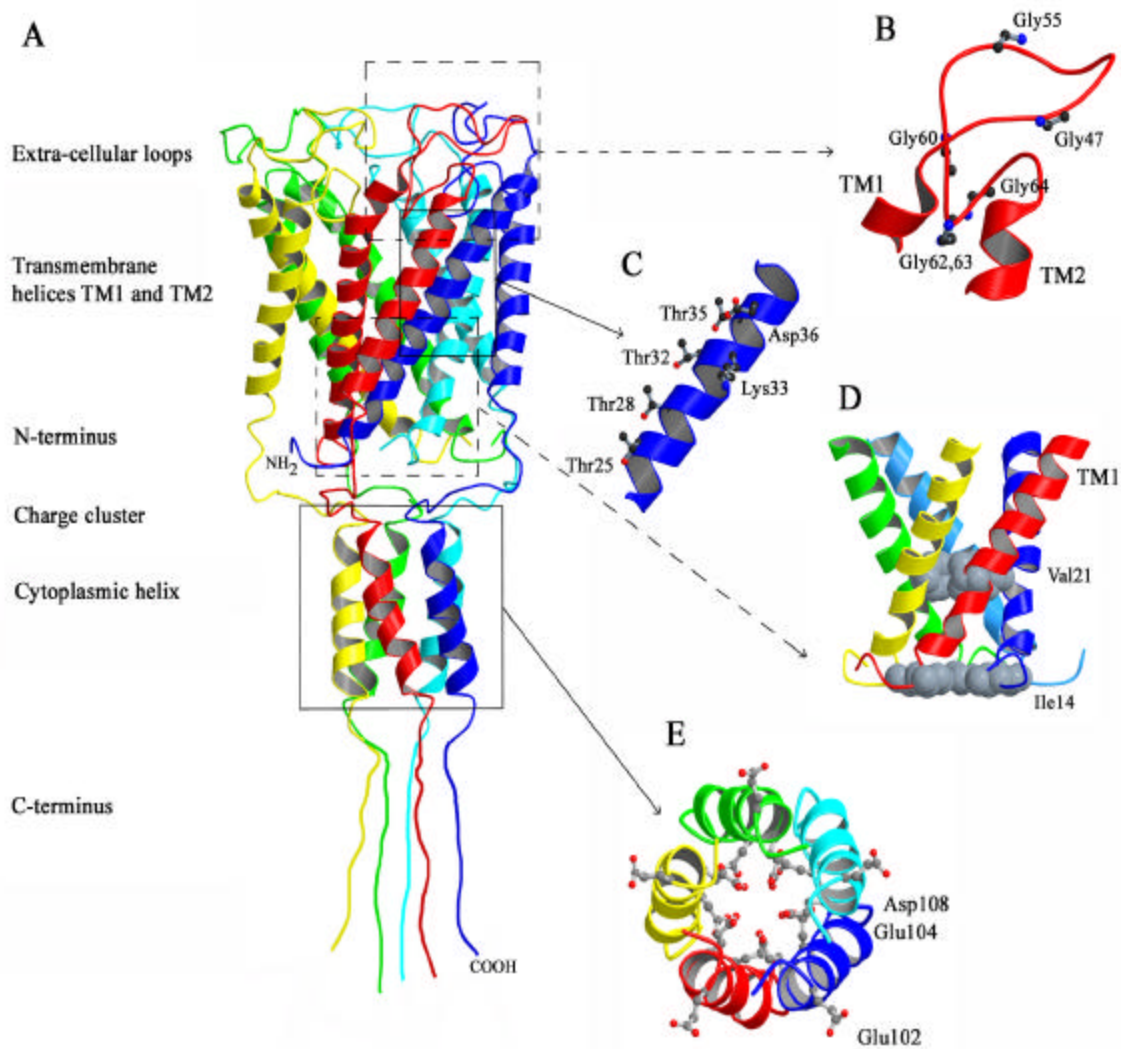 A
Extra-cellular loops
Transmembrane
helices TM1 and TM2
N-terminus
NH2
Charge cluster
Cytoplasmic helix
C-terminus
COOH
B
Gly55
Gly60
Gly47
TM1
Gly64
Gly62,63
TM2
C
Thr35
Asp36
Thr32
Lys33
Thr28
Thr25
D
TM1
Val21
Ile14
E
Asp108
Glu104
Glu102